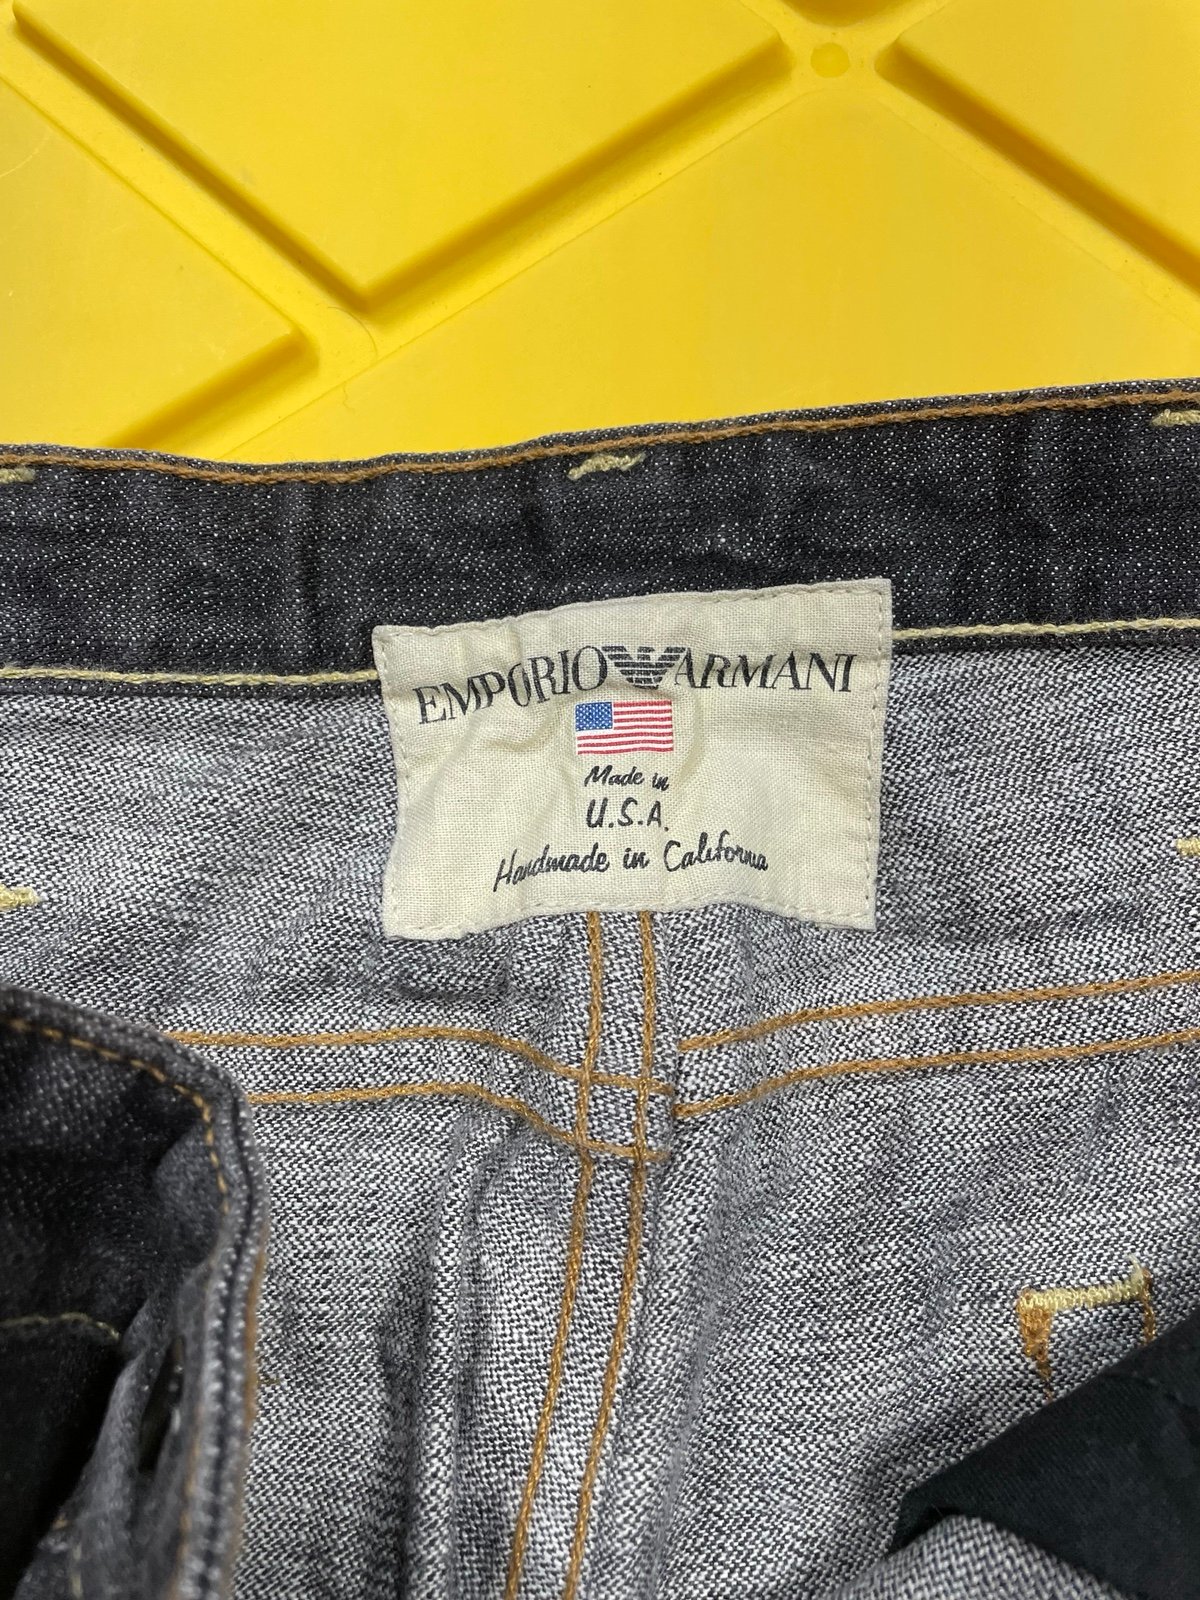 EMPORIO ARMANI
Made in
U.S.A.
Handmade in California